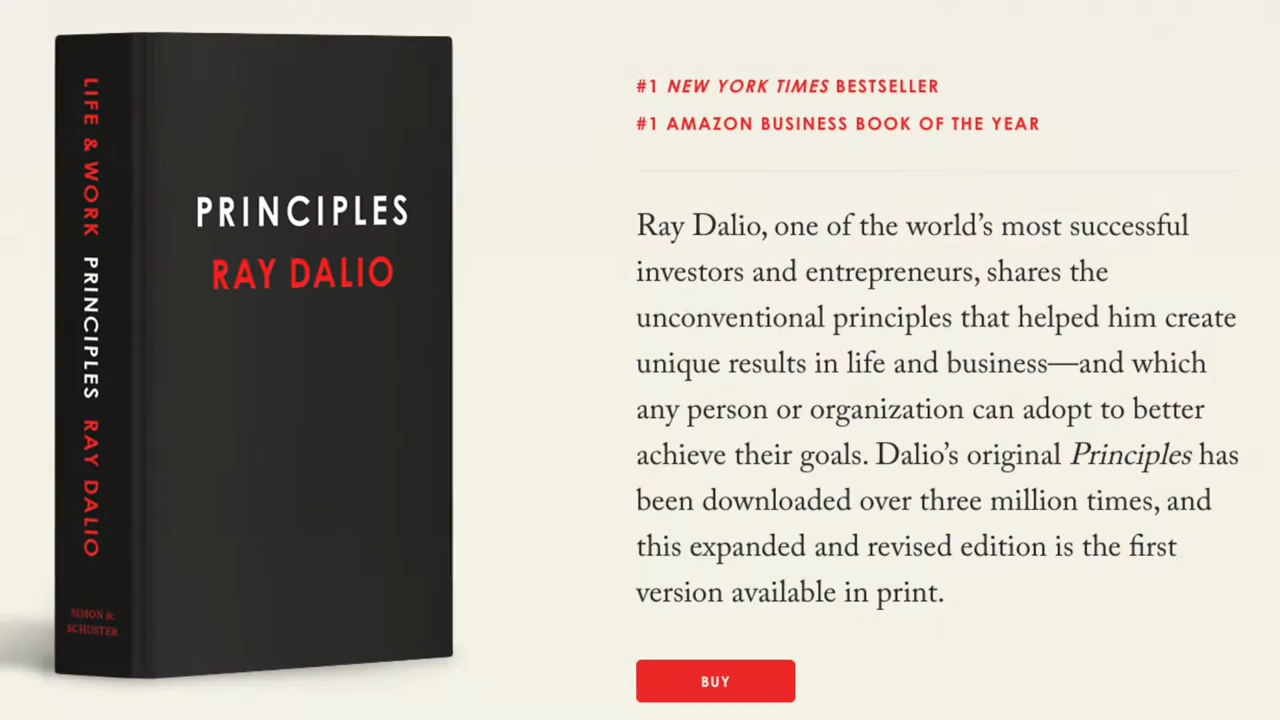 LIFE & WORK PRINCIPLES RAY DALIO
SIMON &
SCHUSTER
PRINCIPLES
RAY DALIO
#1 NEW YORK TIMES BESTSELLER
#1 AMAZON BUSINESS BOOK OF THE YEAR
Ray Dalio, one of the world’s most successful
investors and entrepreneurs, shares the
unconventional principles that helped him create
unique results in life and business—and which
any person or organization can adopt to better
achieve their goals. Dalio’s original Principles has
been downloaded over three million times, and
this expanded and revised edition is the first
version available in print.
BUY